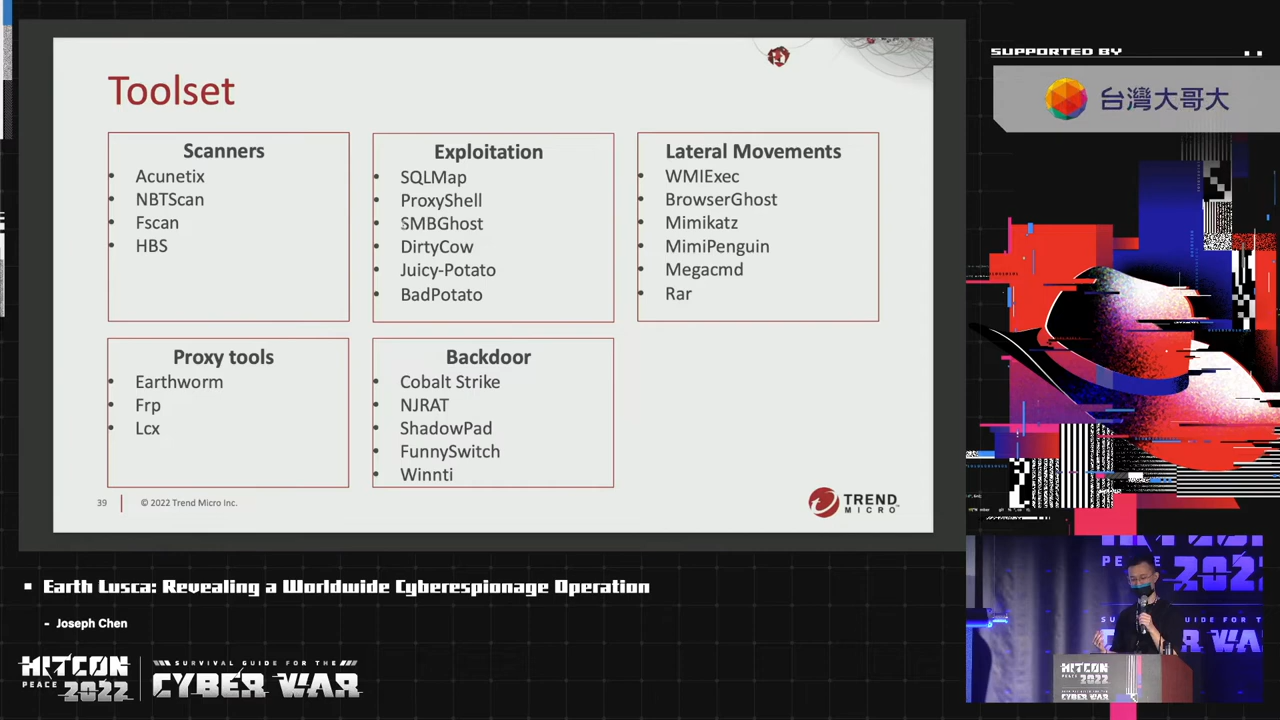 SUPPORTED BY
台灣大哥大
Toolset
Scanners
• Acunetix
• NBTScan
• Fscan
• HBS
Exploitation
• SQLMap
• ProxyShell
• SMBGhost
• DirtyCow
• Juicy-Potato
• BadPotato
Lateral Movements
• WMIExec
• BrowserGhost
• Mimikatz
• MimiPenguin
• Megacmd
• Rar
Proxy tools
• Earthworm
• Frp
• Lcx
Backdoor
• Cobalt Strike
• NJRAT
• ShadowPad
• FunnySwitch
• Winnti
39
© 2022 Trend Micro Inc.
TREND
MICRO™
Earth Lusca: Revealing a Worldwide Cyberespionage Operation
- Joseph Chen
HITCON
PEACE 2022
SURVIVAL GUIDE FOR THE
CYBER WAR
HITCON
2022